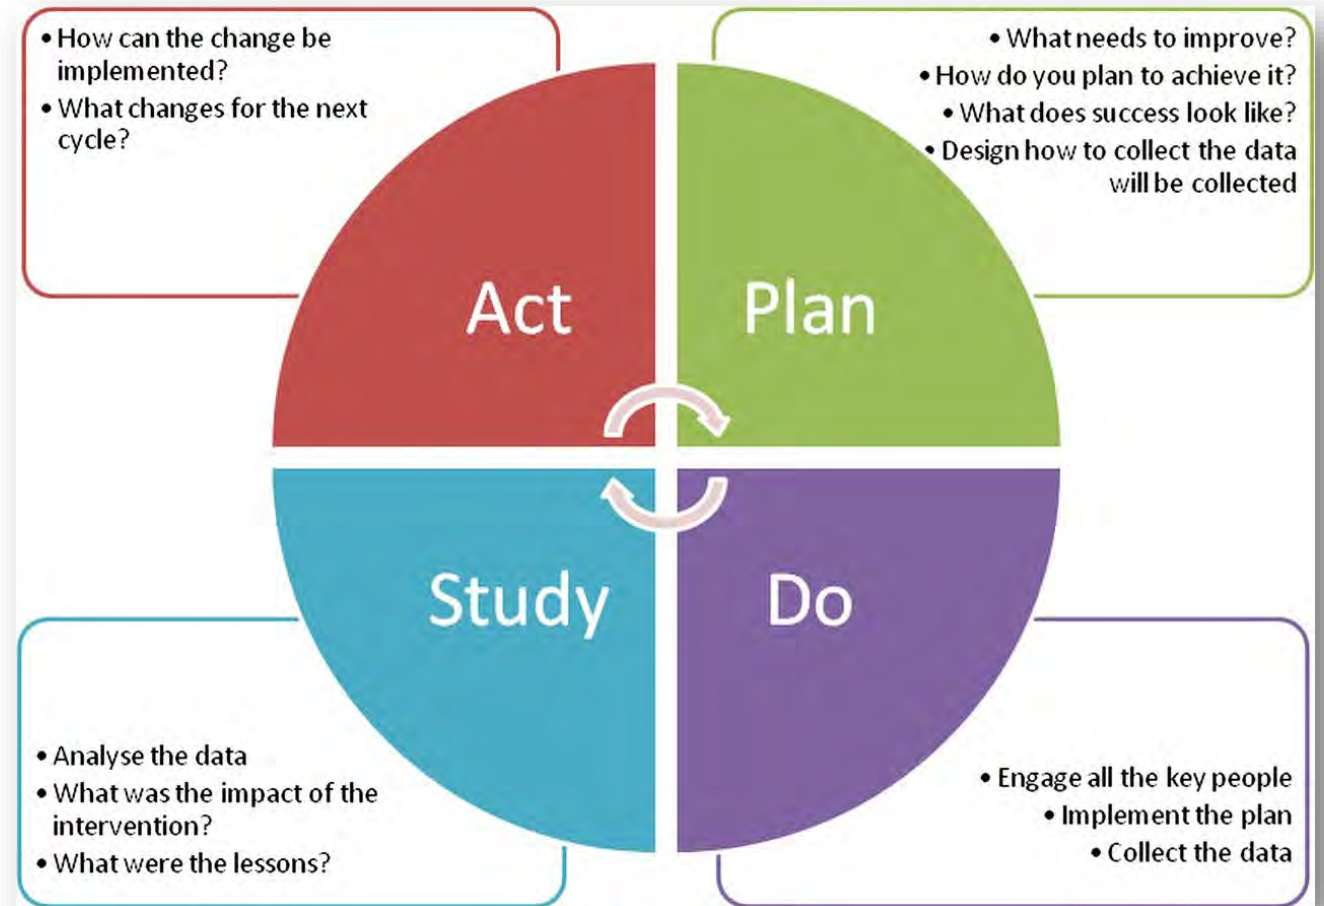 • How can the change be
implemented?
• What changes for the next
cycle?
• What needs to improve?
• How do you plan to achieve it?
• What does success look like?
• Design how to collect the data
will be collected
Act
Plan
Study
Do
• Analyse the data
• What was the impact of the
intervention?
• What were the lessons?
• Engage all the key people
• Implement the plan
• Collect the data